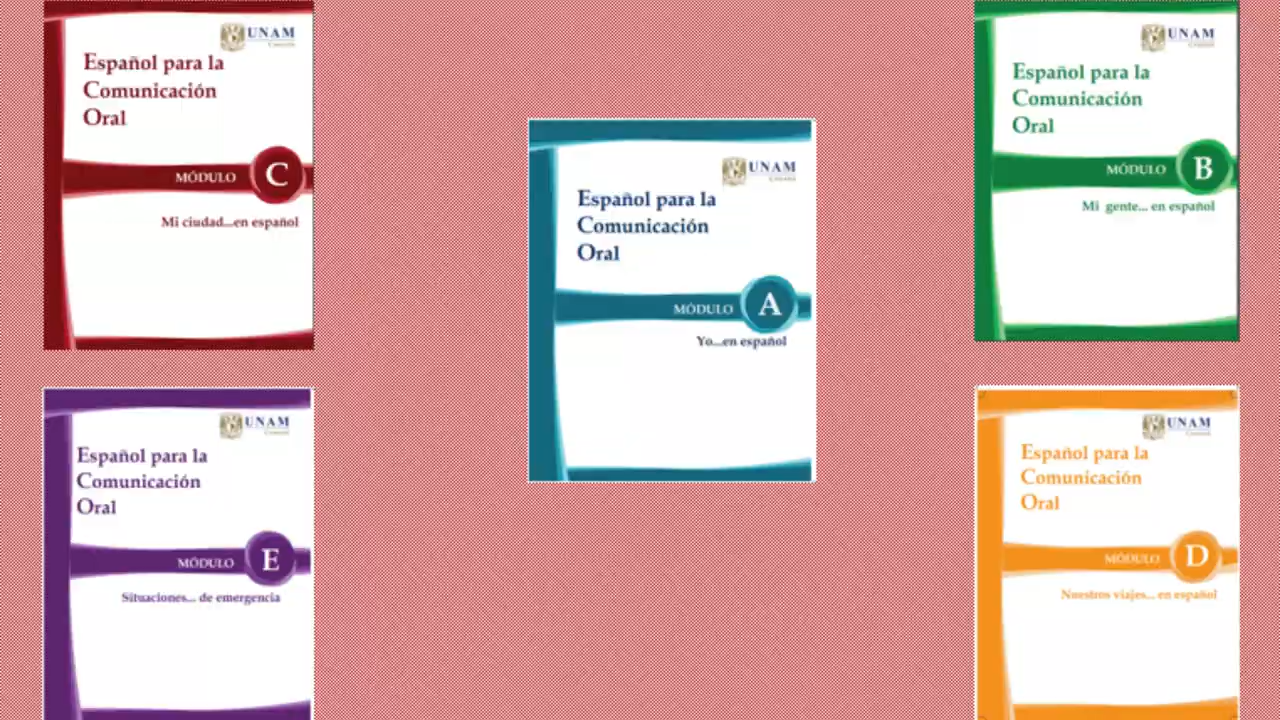 UNAM
Español para la
Comunicación
Oral
MÓDULO C
Mi ciudad...en español
UNAM
Español para la
Comunicación
Oral
MÓDULO A
Yo...en español
UNAM
Español para la
Comunicación
Oral
MÓDULO B
Mi gente... en español
UNAM
Español para la
Comunicación
Oral
MÓDULO E
Situaciones... de emergencia
UNAM
Español para la
Comunicación
Oral
MÓDULO D
Nuestros viajes... en español